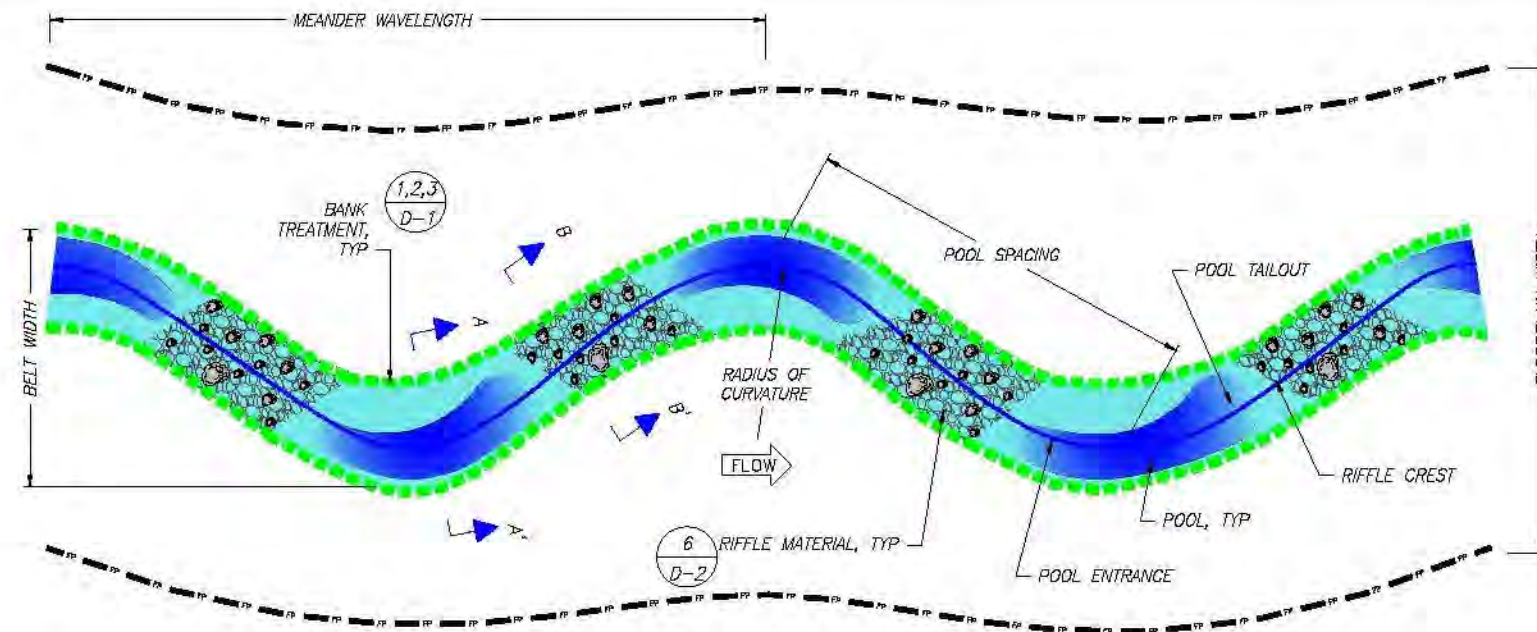 MEANDER WAVELENGTH
1,2,3
D-1
BANK
TREATMENT,
TYP
B
A
POOL SPACING
POOL TAILOUT
BELT WIDTH
RADIUS OF
CURVATURE
B'
FLOW
A'
RIFFLE CREST
POOL, TYP
6
D-2
RIFFLE MATERIAL, TYP
POOL ENTRANCE